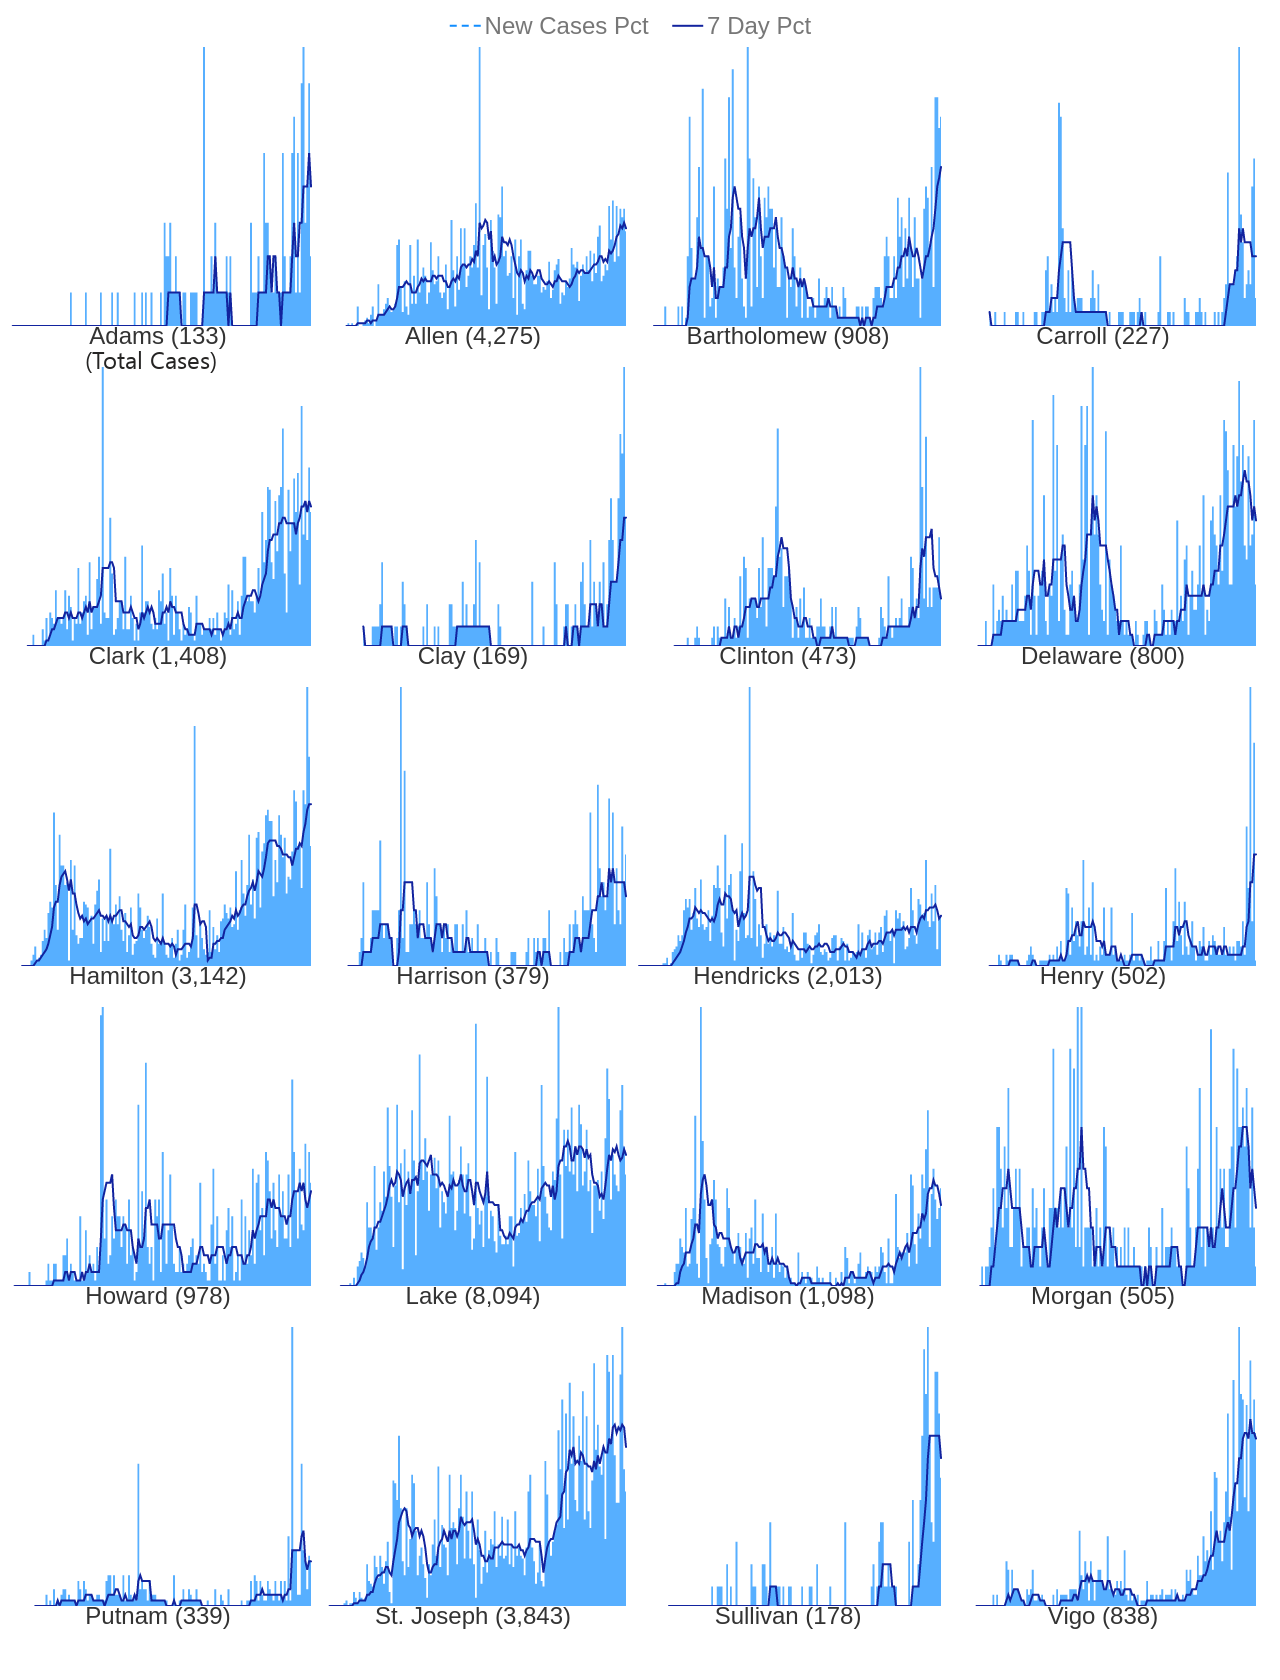 New Cases Pct 7 Day Pct
Adams (133) Allen (4,275) Bartholomew (908) Carroll (227)
(Total Cases)
Clark (1,408) Clay (169) Clinton (473) Delaware (800)
Hamilton (3,142) Harrison (379) Hendricks (2,013) Henry (502)
Howard (978) Lake (8,094) Madison (1,098) Morgan (505)
Putnam (339) St. Joseph (3,843) Sullivan (178) Vigo (838)